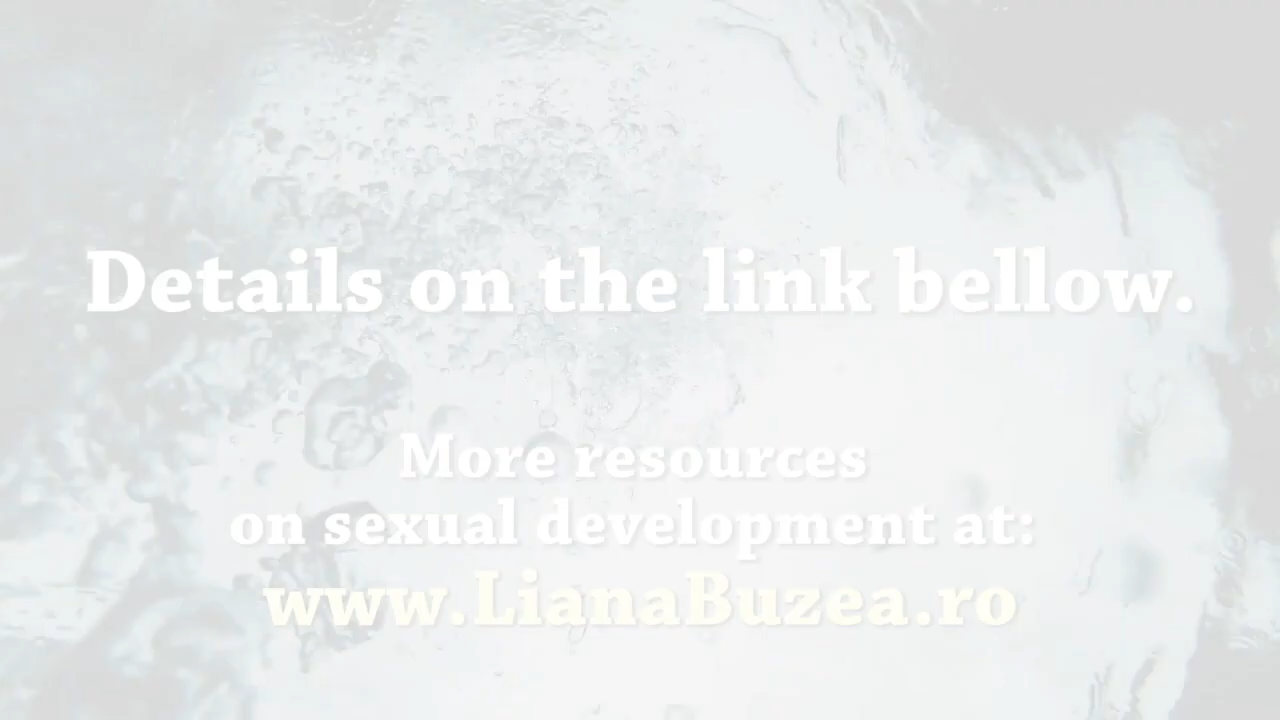 Details on the link bellow.
More resources
on sexual development at:
www.LianaBuzea.ro